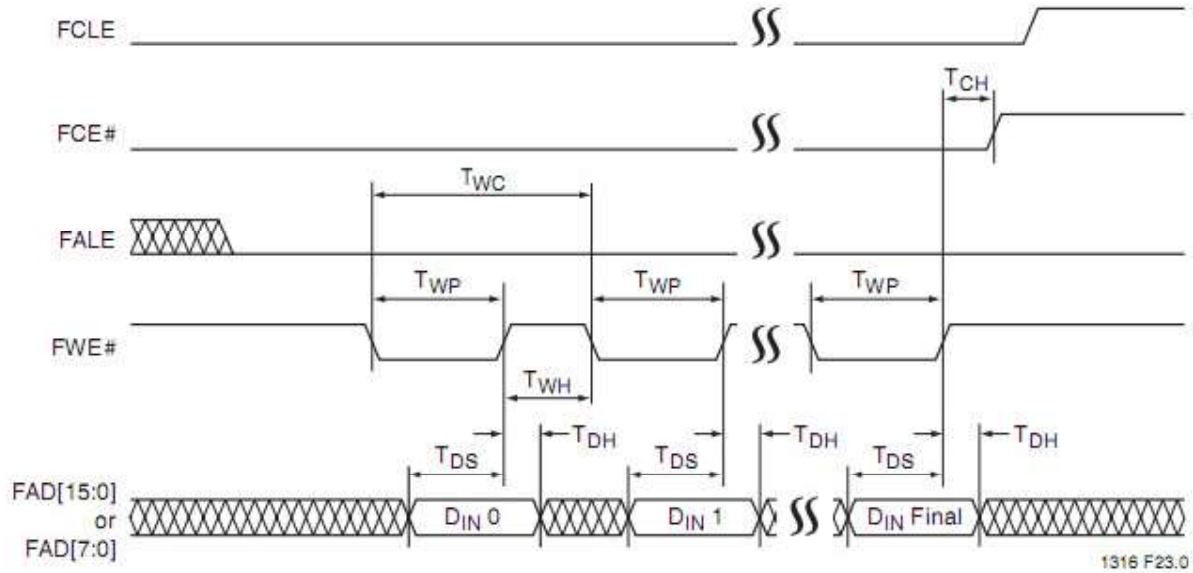 FCLE
TCH
FCE#
TWC
FALE
TWP TWP TWP
FWE#
TWH
TDH TDH TDH
TDS TDS TDS
FAD[15:0]
or
FAD[7:0]
DIN 0 DIN 1 DIN Final
1316 F23.0